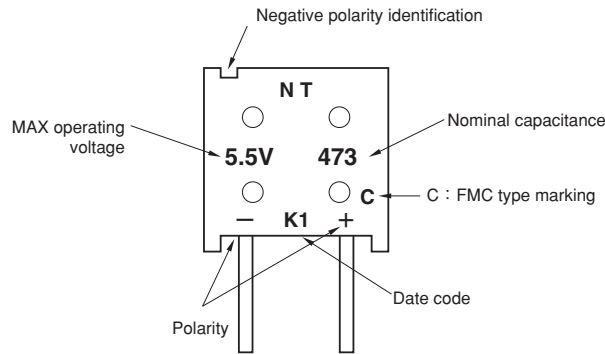 Negative polarity identification
N T
MAX operating
voltage
5.5V
473
Nominal capacitance
C
C : FMC type marking
− K1 +
Date code
Polarity